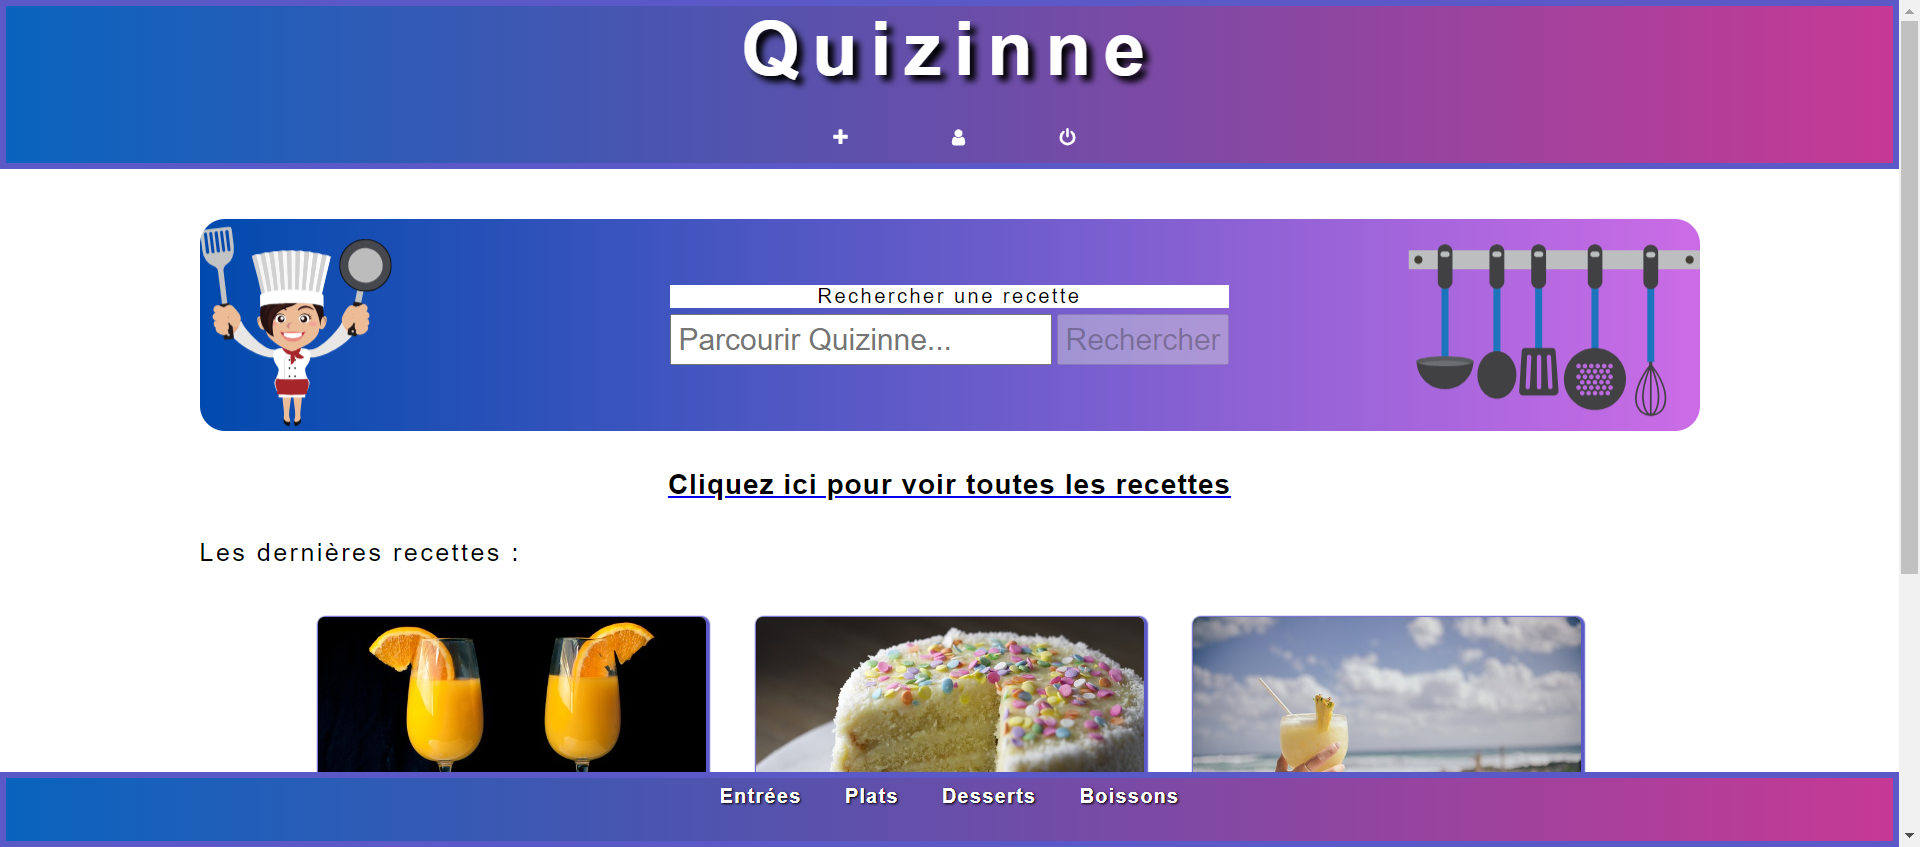 Quizinne
Rechercher une recette
Parcourir Quizinne... Rechercher
Cliquez ici pour voir toutes les recettes
Les dernières recettes :
Entrées Plats Desserts Boissons